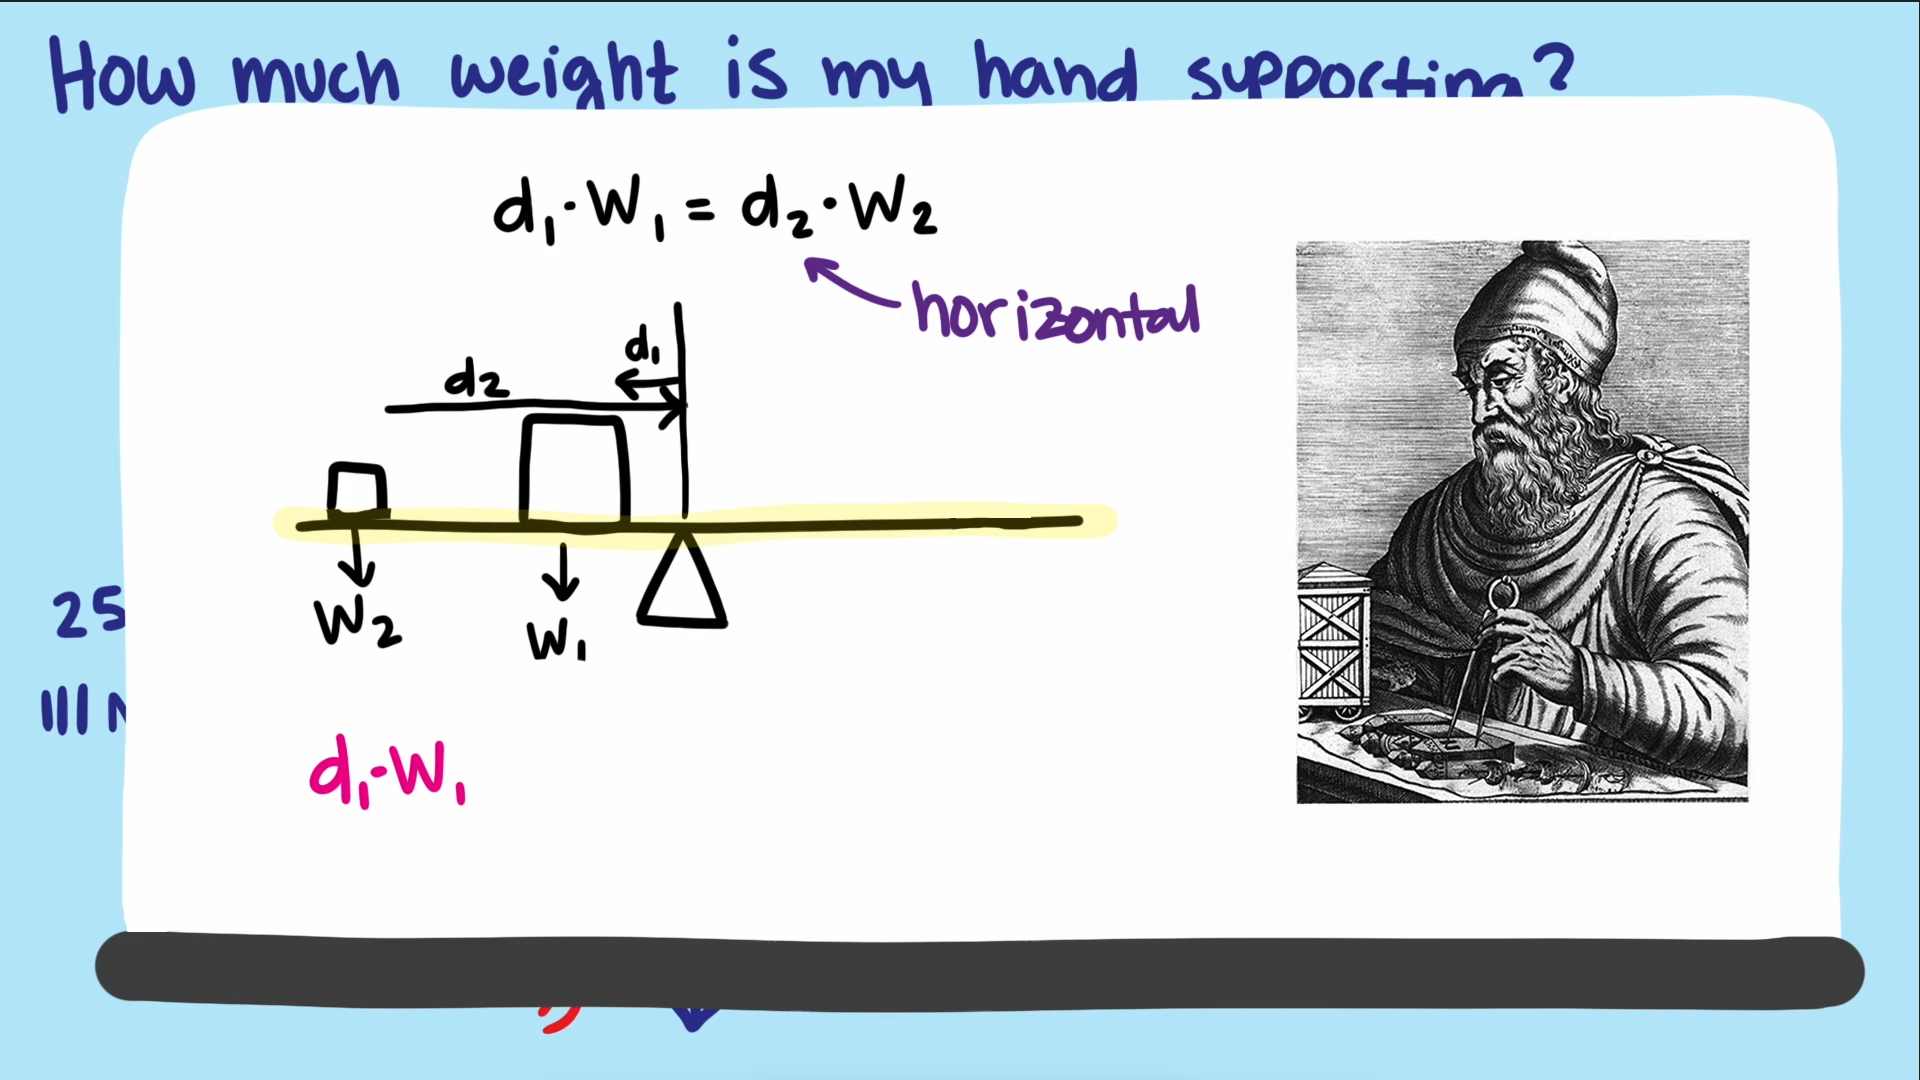 How much weight is my hand supporting?
d₁·W₁ = d₂·W₂
horizontal
d₁
d₂
25
W₂
W₁
111
d₁·W₁